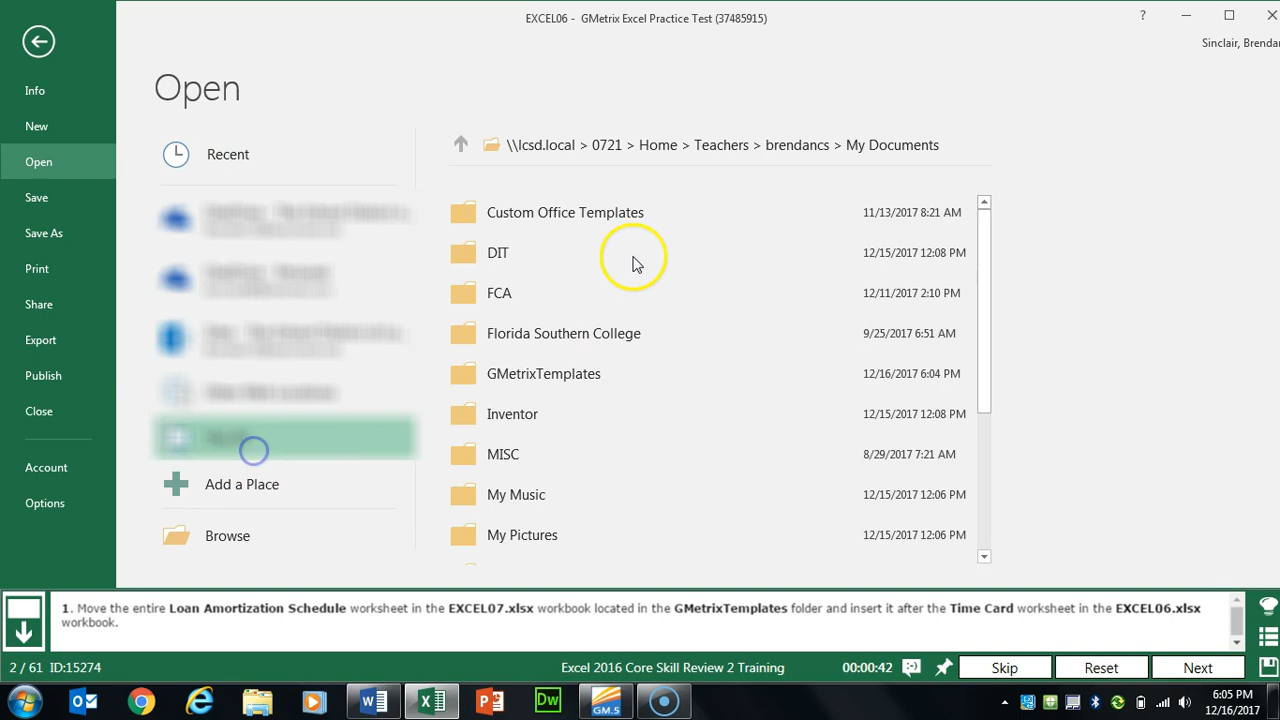 EXCEL06 - GMetrix Excel Practice Test (37485915)
?
Sinclair, Brendan
Info
New
Open
Save
Save As
Print
Share
Export
Publish
Close
Account
Options
Open
Recent
Add a Place
Browse
\\lcsd.local > 0721 > Home > Teachers > brendancs > My Documents
Custom Office Templates 11/13/2017 8:21 AM
DIT 12/15/2017 12:08 PM
FCA 12/11/2017 2:10 PM
Florida Southern College 9/25/2017 6:51 AM
GMetrixTemplates 12/16/2017 6:04 PM
Inventor 12/15/2017 12:08 PM
MISC 8/29/2017 7:21 AM
My Music 12/15/2017 12:06 PM
My Pictures 12/15/2017 12:06 PM
1. Move the entire Loan Amortization Schedule worksheet in the EXCEL07.xlsx workbook located in the GMetrixTemplates folder and insert it after the Time Card worksheet in the EXCEL06.xlsx
workbook.
2 / 61 ID:15274
Excel 2016 Core Skill Review 2 Training
00:00:42
Skip
Reset
Next
Dw
GM.5
6:05 PM
12/16/2017